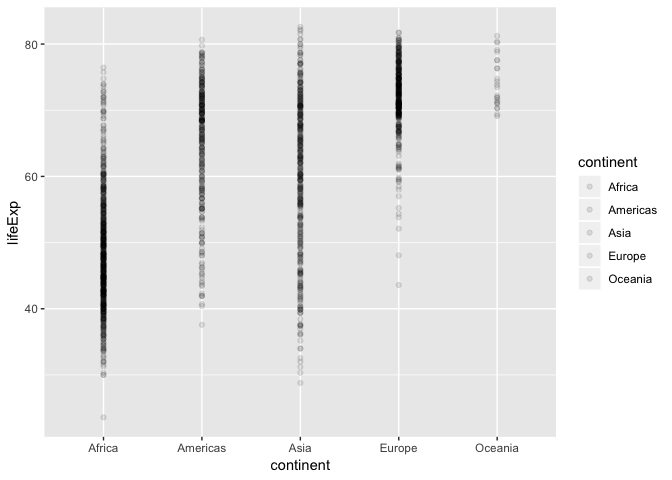 80
60
40
lifeExp
Africa Americas Asia Europe Oceania
continent
continent
Africa
Americas
Asia
Europe
Oceania